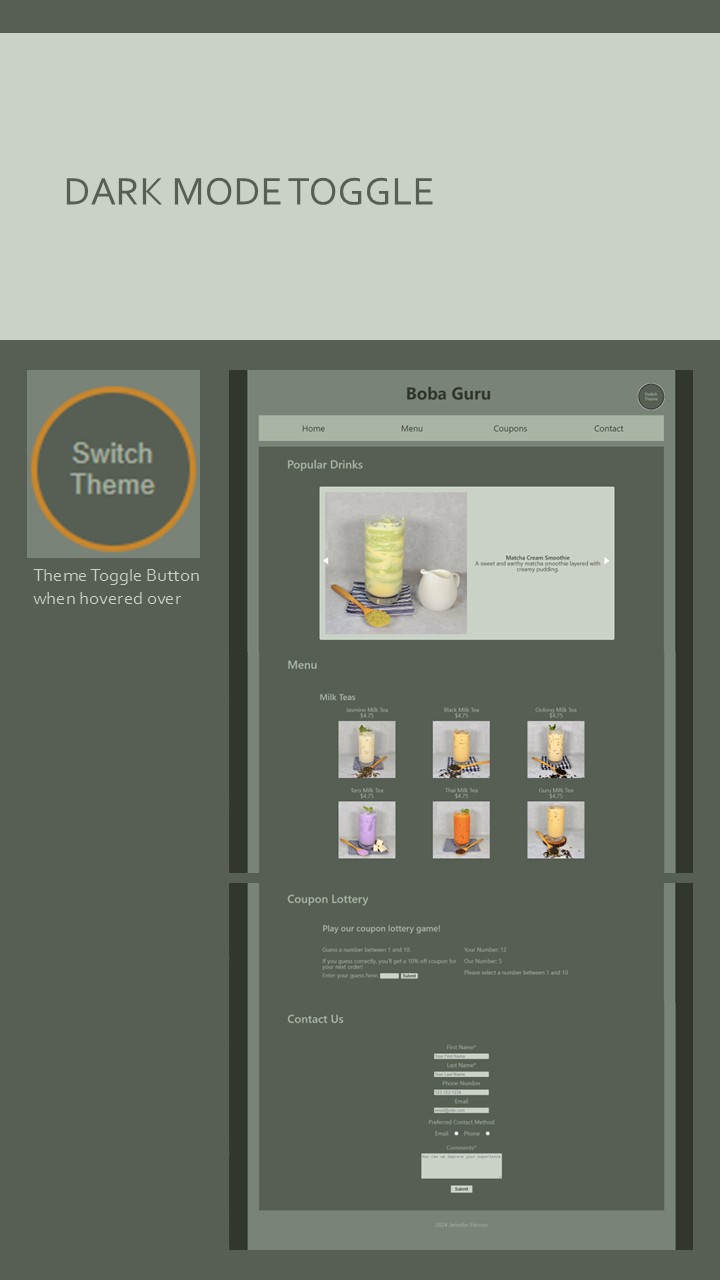 DARK MODE TOGGLE
Switch
Theme
Theme Toggle Button
when hovered over
Boba Guru
Switch
Theme
Home
Menu
Coupons
Contact
Popular Drinks
Matcha Cream Smoothie
A sweet and earthy matcha smoothie layered with
creamy pudding.
Menu
Milk Teas
Jasmine Milk Tea
$4.75
Black Milk Tea
$4.75
Oolong Milk Tea
$4.75
Taro Milk Tea
$4.75
Thai Milk Tea
$4.75
Guru Milk Tea
$4.75
Coupon Lottery
Play our coupon lottery game!
Guess a number between 1 and 10.
If you guess correctly, you'll get a 10% off coupon for
your next order!
Enter your guess here:
Submit
Your Number: 12
Our Number: 5
Please select a number between 1 and 10
Contact Us
First Name*
Your First Name
Last Name*
Your Last Name
Phone Number
123-123-1234
Email
Preferred Contact Method
Email
Phone
Comments*
How can we improve your experience
Submit
2024 Jennifer